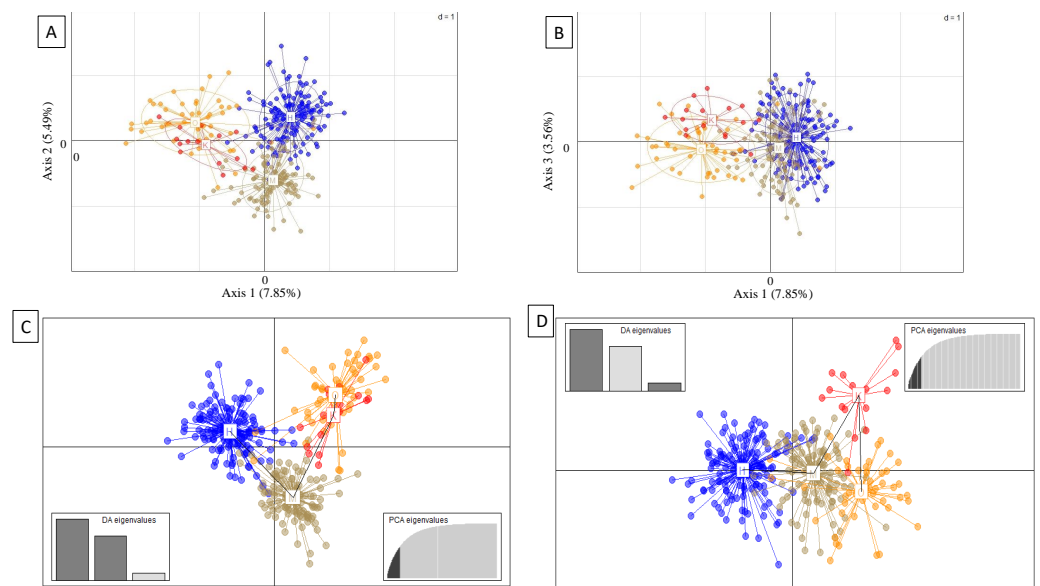 A
d = 1
Axis 2 (5.49%)
0
0
H
K
0
Axis 1 (7.85%)
B
d = 1
Axis 3 (3.56%)
0
K
H
0
Axis 1 (7.85%)
C
H
DA eigenvalues
PCA eigenvalues
D
DA eigenvalues
PCA eigenvalues
H